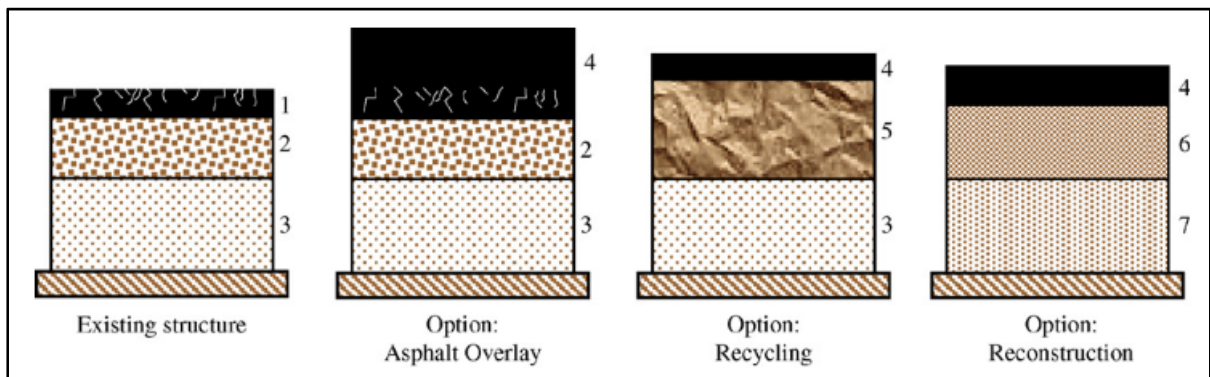 1
2
3
Existing structure
4
2
3
Option:
Asphalt Overlay
4
5
3
Option:
Recycling
4
6
7
Option:
Reconstruction